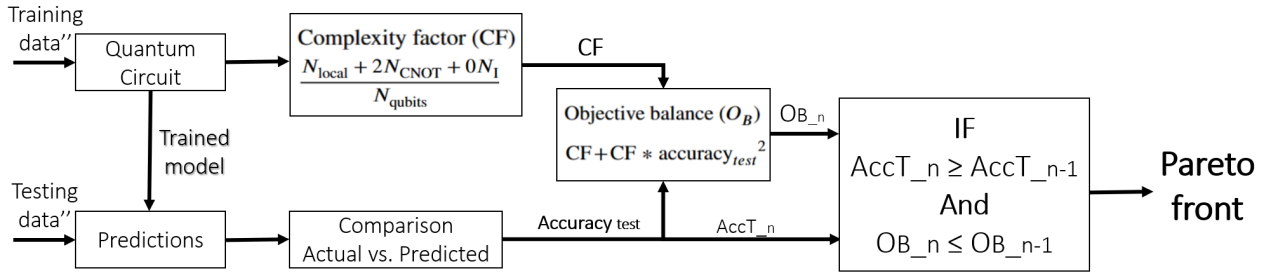 Training
data’’
Quantum
Circuit
Complexity factor (CF)
N_local + 2N_CNOT + 0N_I
N_qubits
CF
Objective balance (O_B)
CF+CF * accuracy_test²
OB_n
IF
AccT_n ≥ AccT_n-1
And
OB_n ≤ OB_n-1
Pareto
front
Trained
model
Testing
data’’
Predictions
Comparison
Actual vs. Predicted
Accuracy test
AccT_n